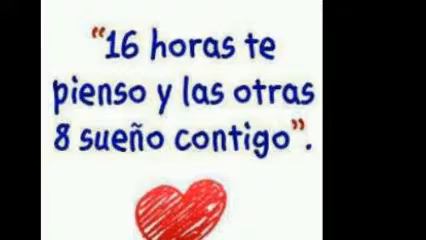 “16 horas te
pienso y las otras
8 sueño contigo”.